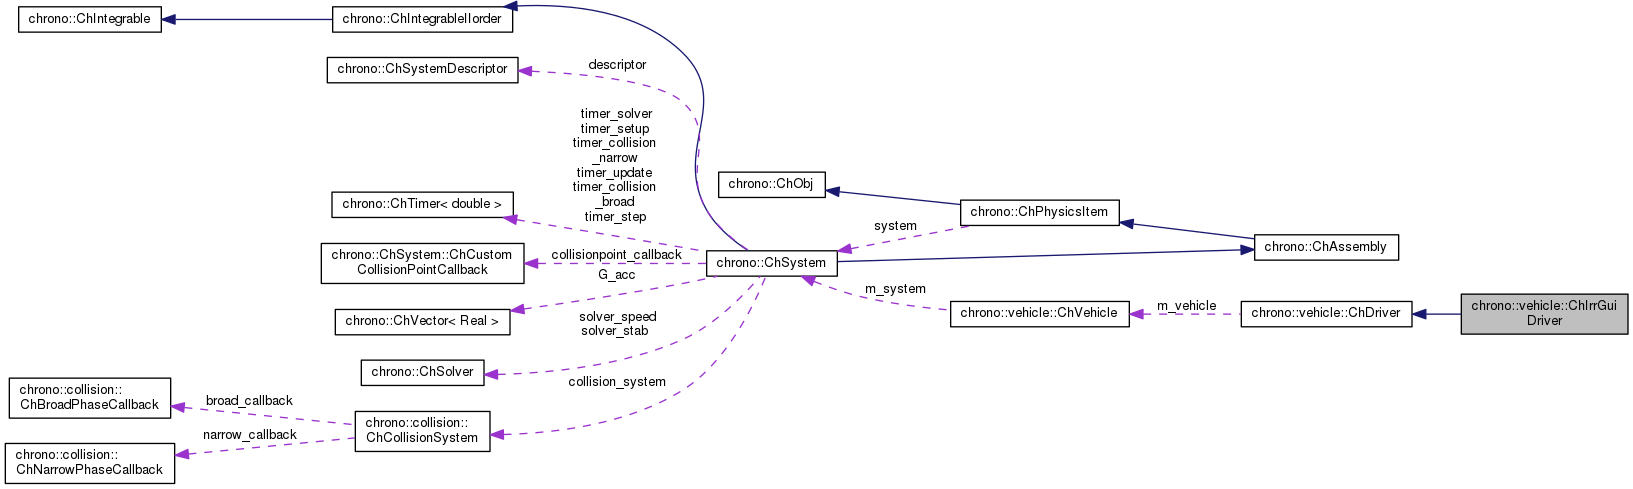 chrono::ChIntegrable
chrono::ChIntegrableIIorder
chrono::ChSystemDescriptor
descriptor
timer_solver
timer_setup
timer_collision
_narrow
timer_update
timer_collision
_broad
timer_step
chrono::ChTimer< double >
chrono::ChObj
chrono::ChPhysicsItem
system
chrono::ChAssembly
chrono::ChSystem::ChCustom
CollisionPointCallback
collisionpoint_callback
chrono::ChSystem
G_acc
chrono::ChVector< Real >
m_system
chrono::vehicle::ChVehicle
m_vehicle
chrono::vehicle::ChDriver
chrono::vehicle::ChIrrGui
Driver
solver_speed
solver_stab
chrono::ChSolver
collision_system
chrono::collision::
ChBroadPhaseCallback
broad_callback
chrono::collision::
ChCollisionSystem
narrow_callback
chrono::collision::
ChNarrowPhaseCallback